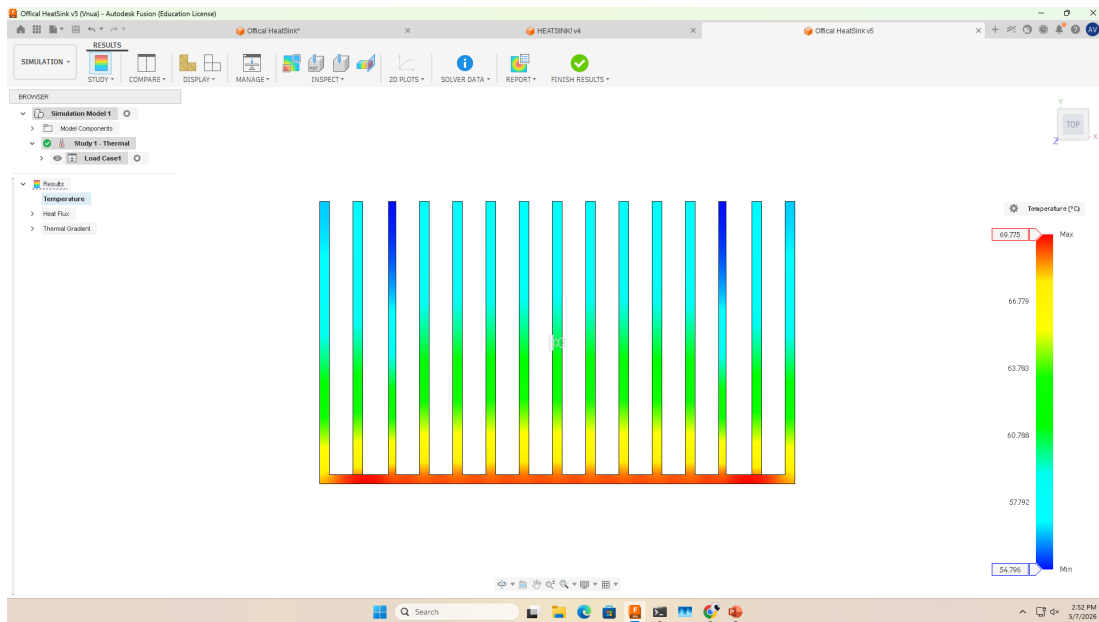 Offical HeatSink v5 (Vnua) - Autodesk Fusion (Education License)
Offical HeatSink*
HEATSINK! v4
Offical HeatSink v5
AV
SIMULATION
RESULTS
STUDY
COMPARE
DISPLAY
MANAGE
INSPECT
2D PLOTS
SOLVER DATA
REPORT
FINISH RESULTS
BROWSER
Simulation Model 1
Model Components
Study 1 - Thermal
Load Case1
Results
Temperature
Heat Flux
Thermal Gradient
Y
TOP
Z
X
Temperature (°C)
69.775
Max
66.779
63.783
60.788
57.792
54.796
Min
Search
2:52 PM
5/7/2026